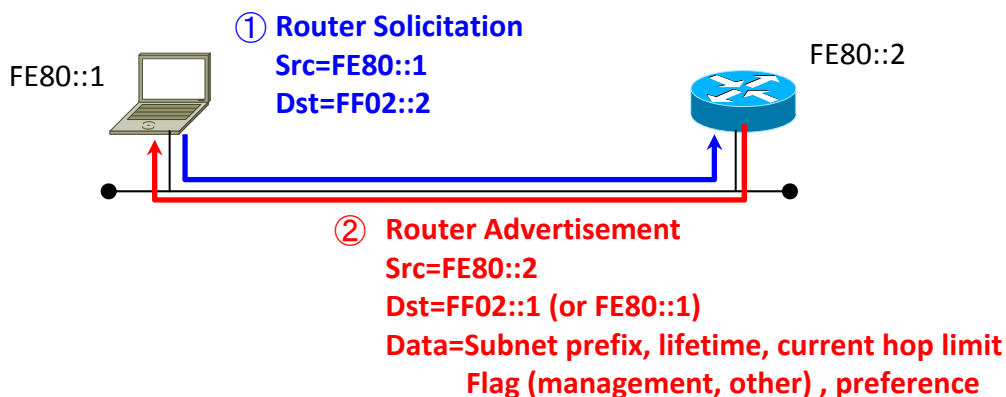 ① Router Solicitation
Src=FE80::1
Dst=FF02::2
FE80::1
FE80::2
② Router Advertisement
Src=FE80::2
Dst=FF02::1 (or FE80::1)
Data=Subnet prefix, lifetime, current hop limit
Flag (management, other) , preference